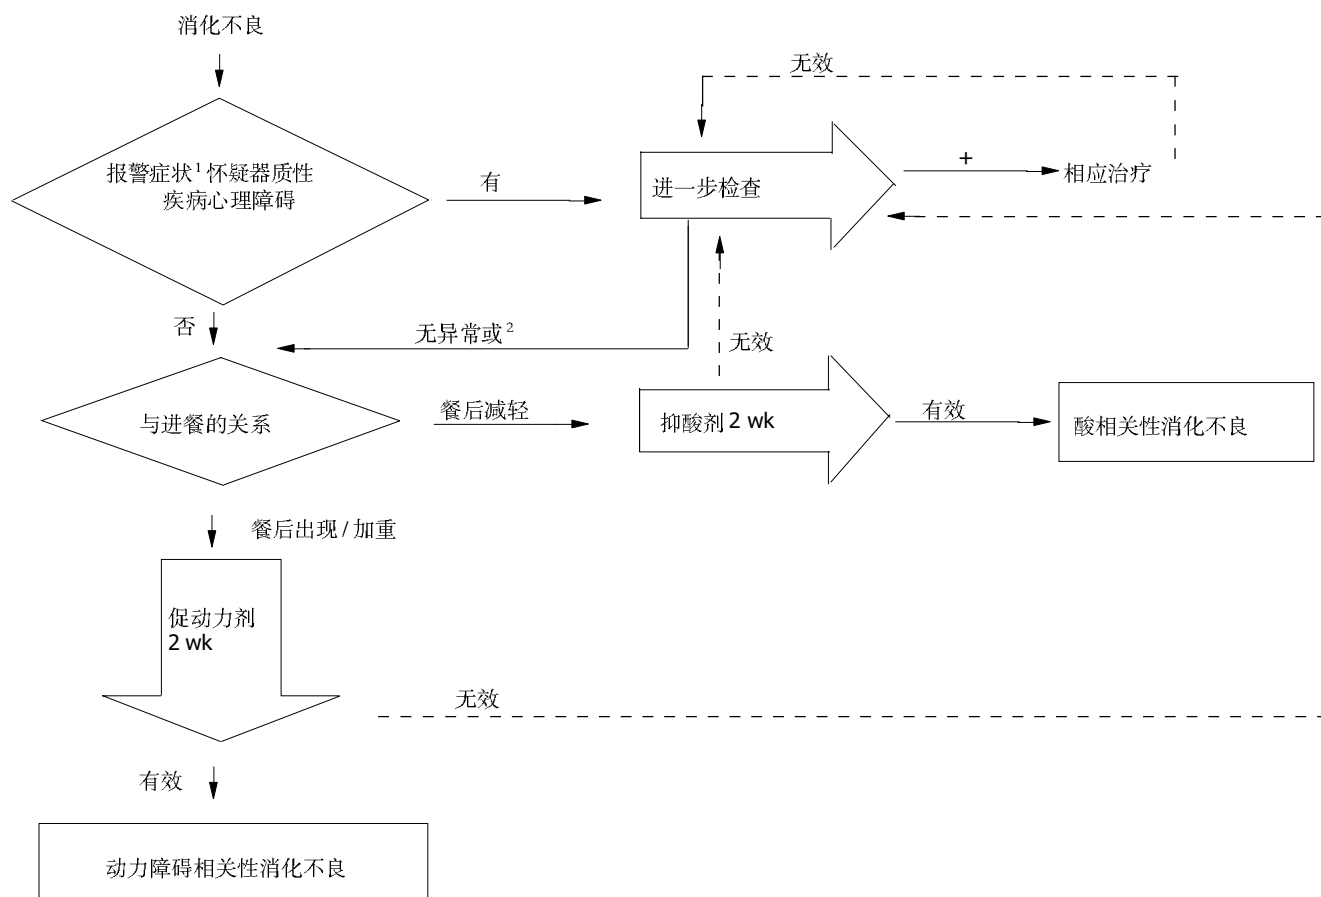 消化不良
无效
报警症状¹怀疑器质性
疾病心理障碍
有
进一步检查
+
相应治疗
否
无异常或²
无效
与进餐的关系
餐后减轻
抑酸剂 2 wk
有效
酸相关性消化不良
餐后出现/加重
促动力剂
2 wk
无效
有效
动力障碍相关性消化不良